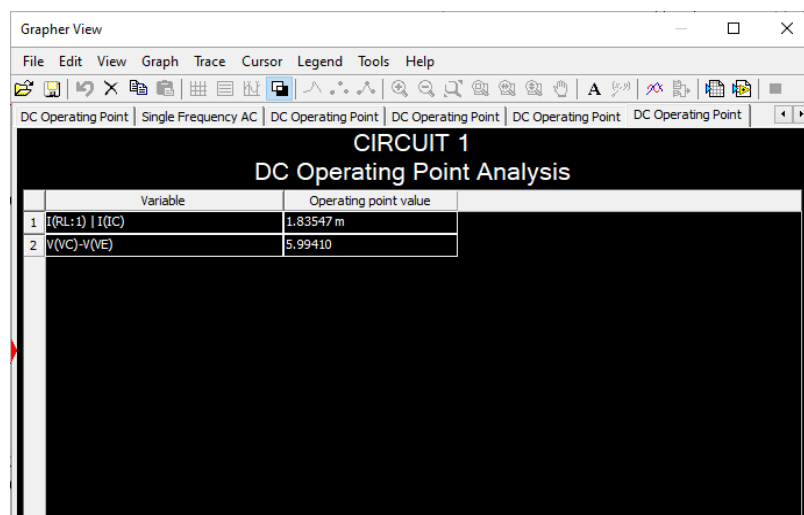 Grapher View
File Edit View Graph Trace Cursor Legend Tools Help
A (x,y)
DC Operating Point Single Frequency AC DC Operating Point DC Operating Point DC Operating Point DC Operating Point
CIRCUIT 1
DC Operating Point Analysis
Variable Operating point value
1 I(RL:1) | I(IC) 1.83547 m
2 V(VC)-V(VE) 5.99410